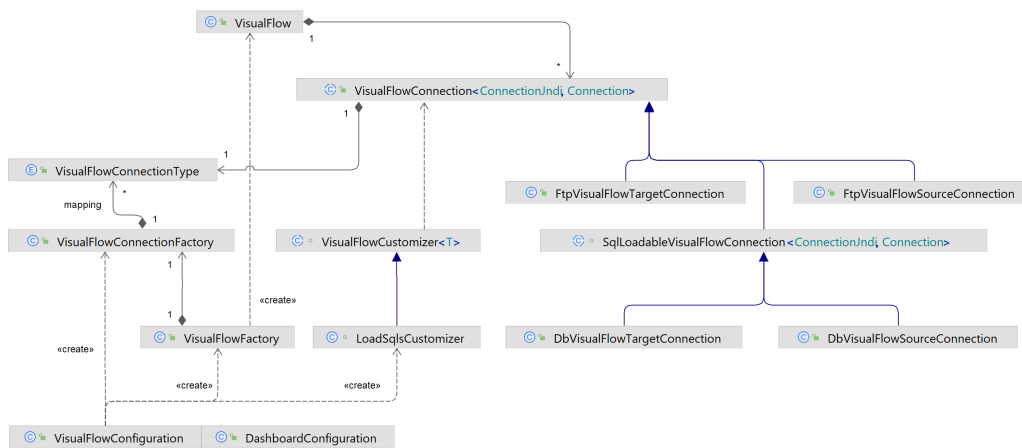 VisualFlow
1
*
VisualFlowConnection<ConnectionJndi, Connection>
1
1
VisualFlowConnectionType
FtpVisualFlowTargetConnection
FtpVisualFlowSourceConnection
*
mapping
1
VisualFlowConnectionFactory
VisualFlowCustomizer<T>
SqlLoadableVisualFlowConnection<ConnectionJndi, Connection>
1
«create»
1
VisualFlowFactory
LoadSqlsCustomizer
DbVisualFlowTargetConnection
DbVisualFlowSourceConnection
«create»
«create»
«create»
VisualFlowConfiguration
DashboardConfiguration